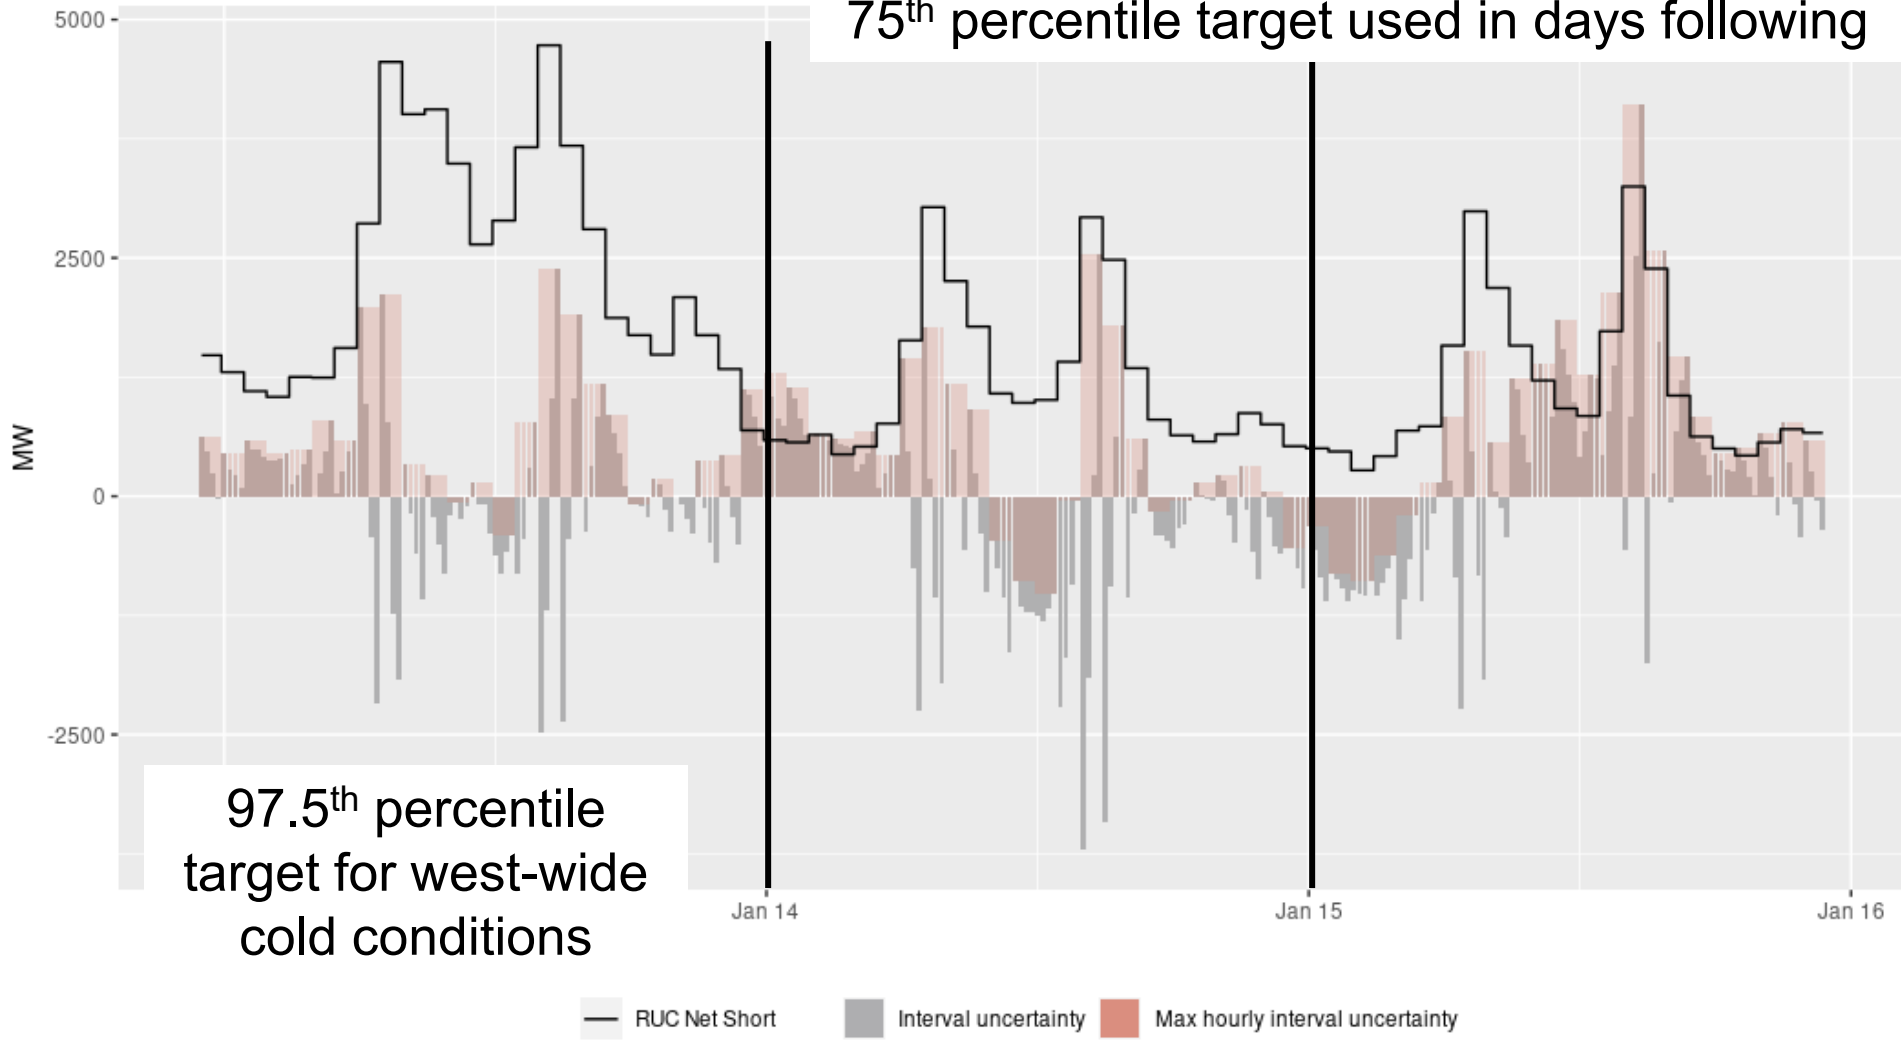 75th percentile target used in days following
5000
2500
0
-2500
MW
97.5th percentile
target for west-wide
cold conditions
Jan 14
Jan 15
Jan 16
RUC Net Short
Interval uncertainty
Max hourly interval uncertainty